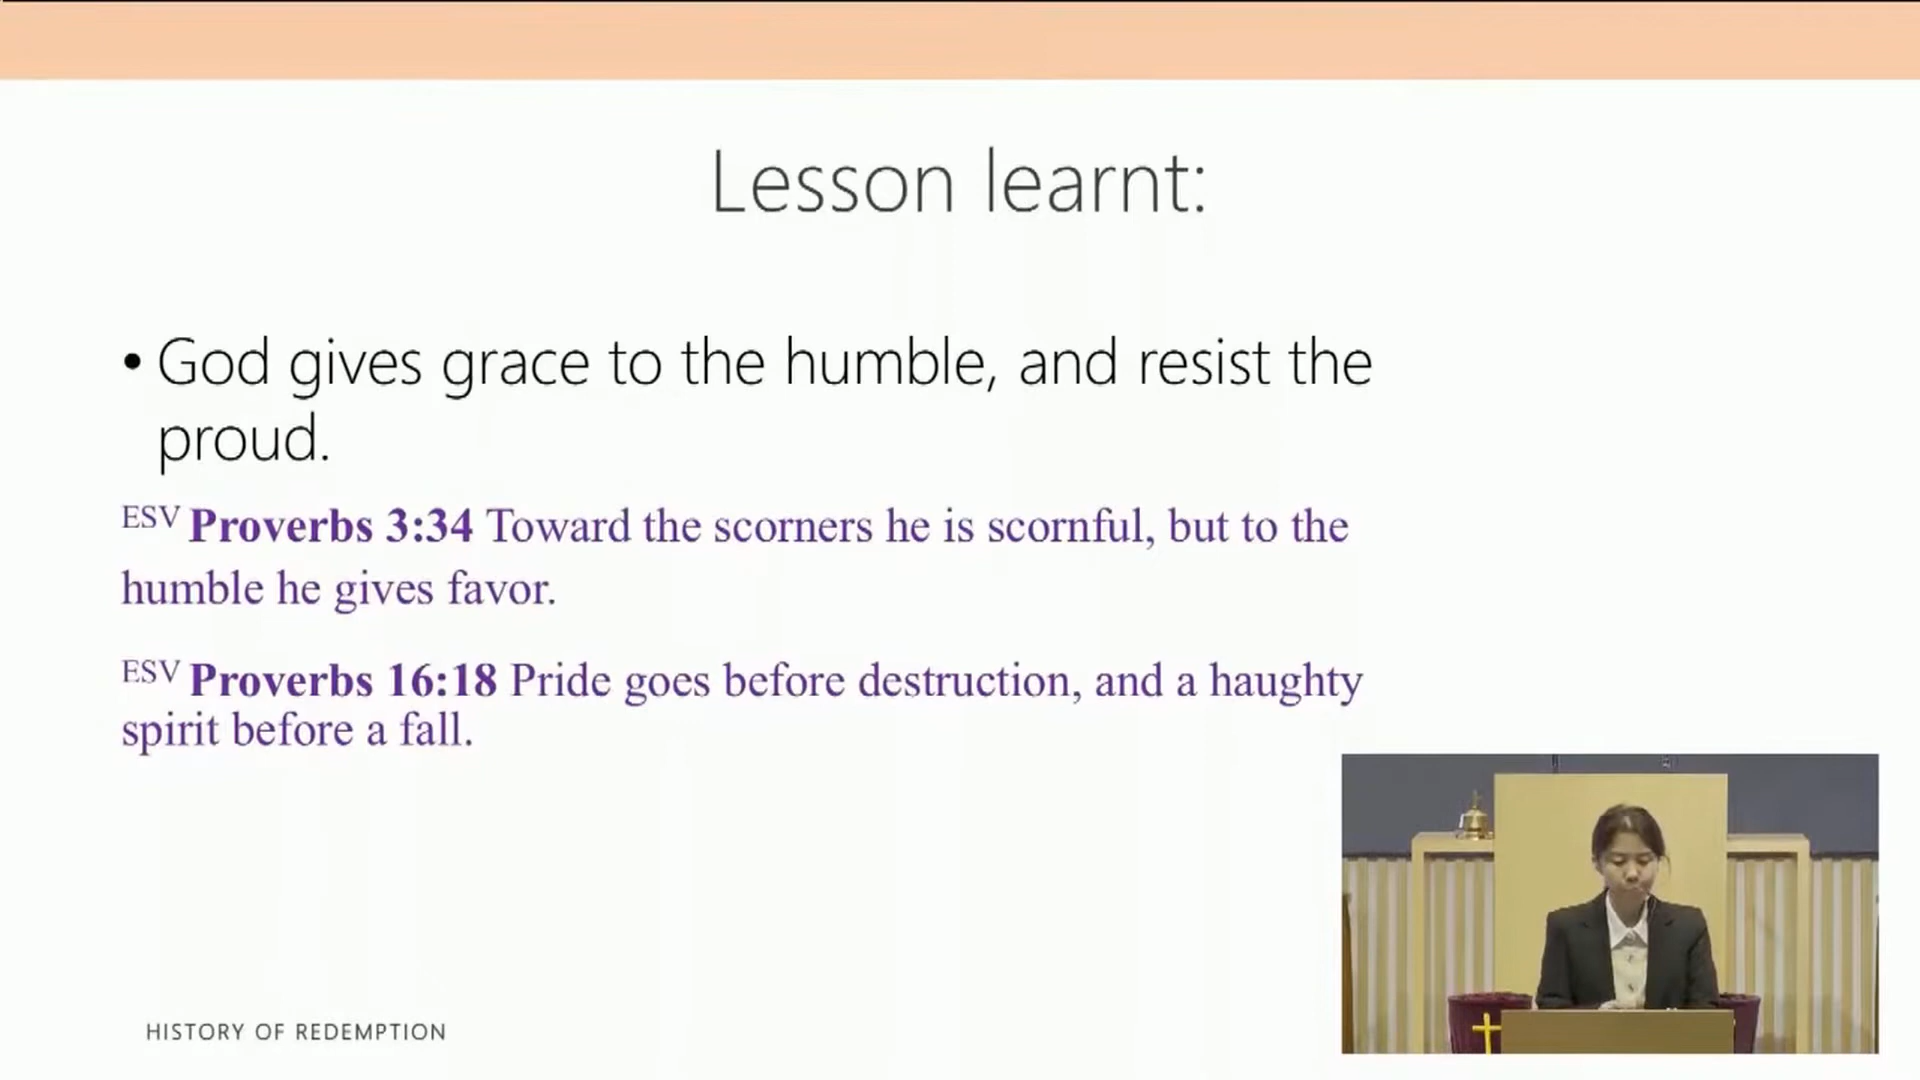 Lesson learnt:
• God gives grace to the humble, and resist the
proud.
ESV Proverbs 3:34 Toward the scorners he is scornful, but to the
humble he gives favor.
ESV Proverbs 16:18 Pride goes before destruction, and a haughty
spirit before a fall.
HISTORY OF REDEMPTION